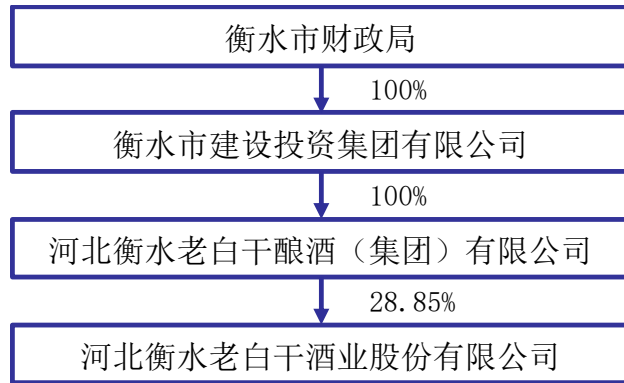 衡水市财政局
100%
衡水市建设投资集团有限公司
100%
河北衡水老白干酿酒（集团）有限公司
28.85%
河北衡水老白干酒业股份有限公司